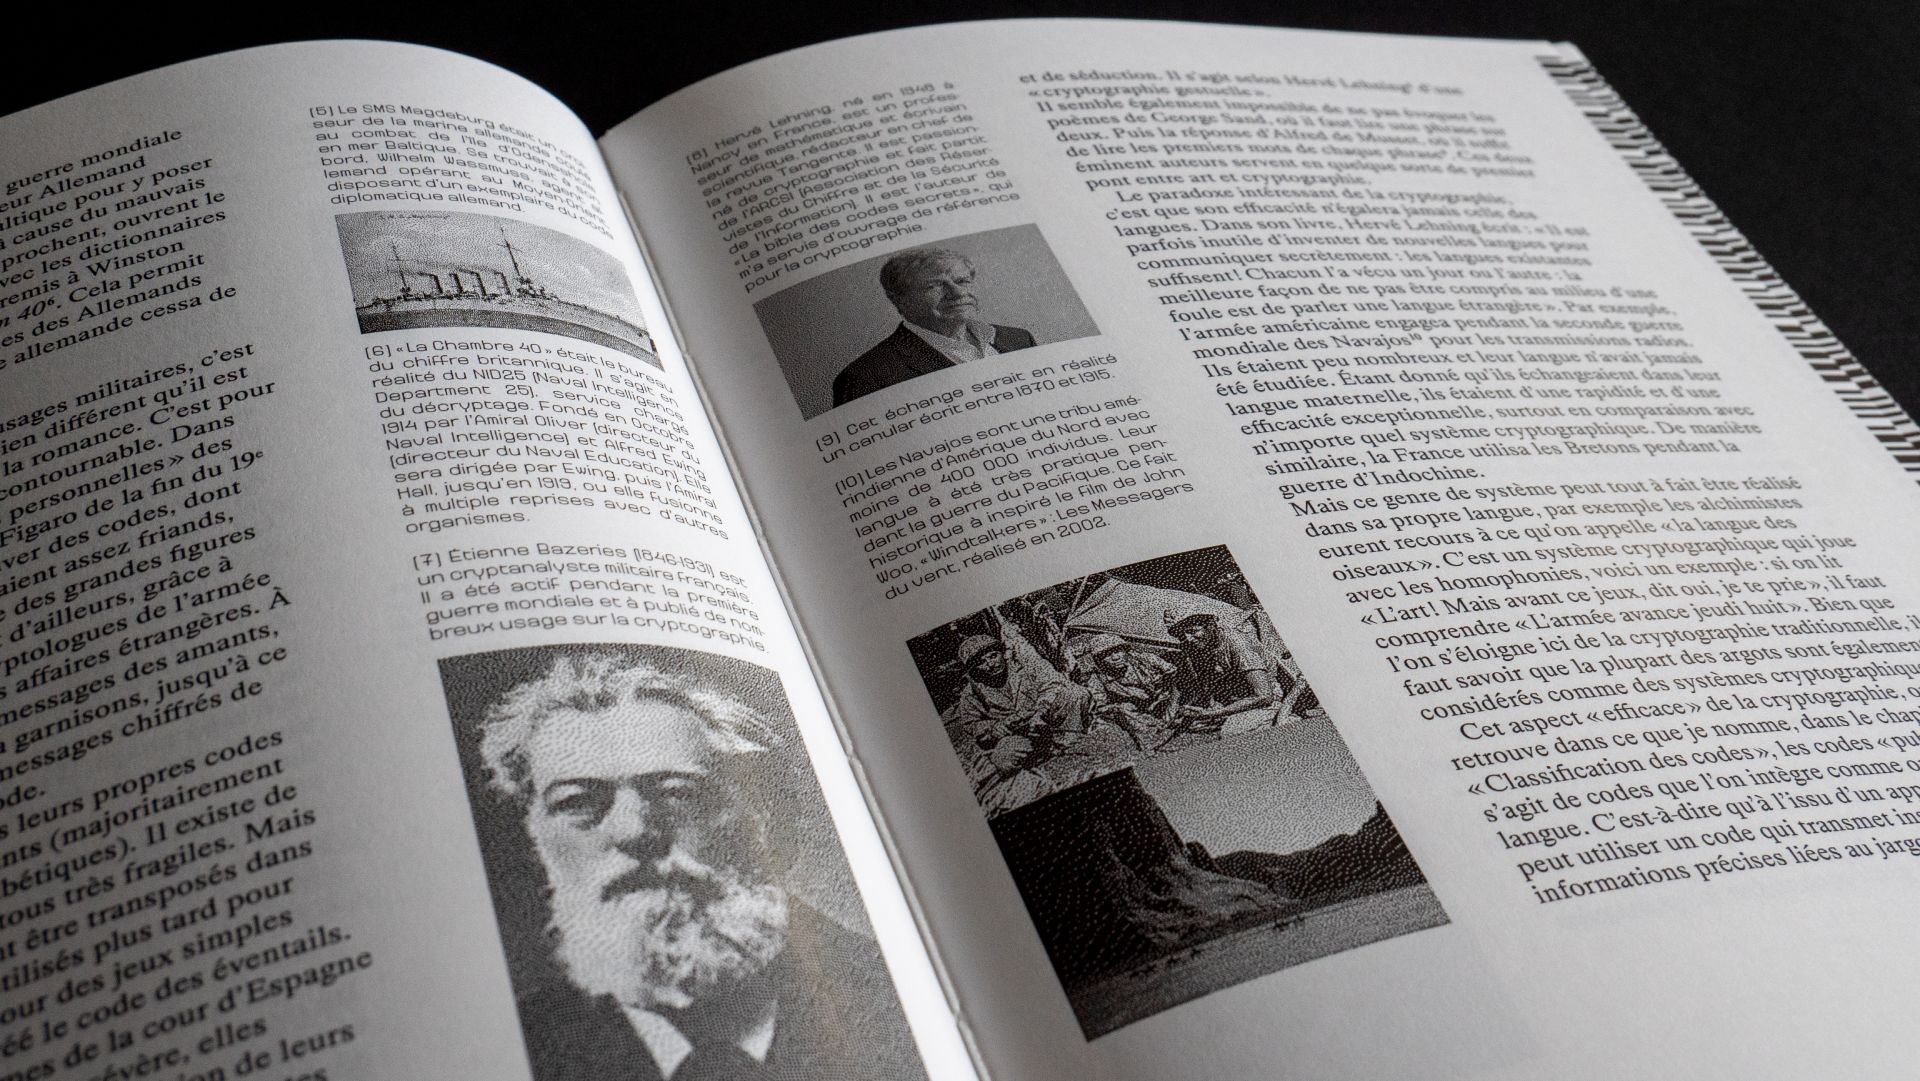 guerre mondiale
eur Allemand
altique pour y poser
à cause du mauvais
prochent, ouvrent le
vec les dictionnaires
remis à Winston
n 40⁶. Cela permit
es des Allemands
e allemande cessa de
sages militaires, c'est
ien différent qu'il est
la romance. C'est pour
contournable. Dans
personnelles » des
Figaro de la fin du 19e
ver des codes, dont
aient assez friands,
e des grandes figures
d'ailleurs, grâce à
ptologues de l'armée
s affaires étrangères. À
messages des amants,
garnisons, jusqu'à ce
messages chiffrés de
ode.
s leurs propres codes
nts (majoritairement
bétiques). Il existe de
tous très fragiles. Mais
nt être transposés dans
tilisés plus tard pour
our des jeux simples
éé le code des éventails.
mes de la cour d'Espagne
évère, elles
on de leurs
[5] Le SMS Magdeburg était un croi-
seur de la marine allemande coulé
au combat de l'île d'Odensholm
en mer Baltique. Se trouvait à son
bord, Wilhelm Wassmuss, agent al-
lemand opérant au Moyen-Orient
disposant d'un exemplaire du code
diplomatique allemand.
[6] « La Chambre 40 » était le bureau
du chiffre britannique. Il s'agit en
réalité du NID25 (Naval Intelligence
Department 25), service chargé
du décryptage. Fondé en Octobre
1914 par l'Amiral Oliver (directeur du
Naval Intelligence) et Alfred Ewing
(directeur du Naval Education). Elle
sera dirigée par Ewing, puis l'Amiral
Hall, jusqu'en 1919, ou elle fusionne
à multiple reprises avec d'autres
organismes.
[7] Étienne Bazeries (1846-1931) est
un cryptanalyste militaire français.
Il a été actif pendant la première
guerre mondiale et à publié de nom-
breux usage sur la cryptographie.
[8] Hervé Lehning, né en 1948 à
Nancy en France, est un profes-
seur de mathématique et écrivain
scientifique, rédacteur en chef de
la revue Tangente. Il est passion-
né de cryptographie et fait partit
de l'ARCSI (Association des Réser-
vistes du Chiffre et de la Sécurité
de l'Information). Il est l'auteur de
« La bible des codes secrets », qui
m'a servis d'ouvrage de référence
pour la cryptographie.
[9] Cet échange serait en réalité
un canular écrit entre 1870 et 1915.
[10] Les Navajos sont une tribu amé-
rindienne d'Amérique du Nord avec
moins de 400 000 individus. Leur
langue à été très pratique pen-
dant la guerre du Pacifique. Ce fait
historique à inspiré le film de John
Woo, « Windtalkers » : Les Messagers
du vent, réalisé en 2002.
et de séduction. Il s'agit selon Hervé Lehning⁸ d'une
« cryptographie gestuelle ».
Il semble également impossible de ne pas évoquer les
poèmes de George Sand, où il faut lire une phrase sur
deux. Puis la réponse d'Alfred de Musset, où il suffit
de lire les premiers mots de chaque phrase⁹. Ces deux
éminent auteurs servent en quelque sorte de premier
pont entre art et cryptographie.
Le paradoxe intéressant de la cryptographie,
c'est que son efficacité n'égalera jamais celle des
langues. Dans son livre, Hervé Lehning écrit : « Il est
parfois inutile d'inventer de nouvelles langues pour
communiquer secrètement : les langues existantes
suffisent ! Chacun l'a vécu un jour ou l'autre : la
meilleure façon de ne pas être compris au milieu d'une
foule est de parler une langue étrangère ». Par exemple,
l'armée américaine engagea pendant la seconde guerre
mondiale des Navajos¹⁰ pour les transmissions radios.
Ils étaient peu nombreux et leur langue n'avait jamais
été étudiée. Étant donné qu'ils échangeaient dans leur
langue maternelle, ils étaient d'une rapidité et d'une
efficacité exceptionnelle, surtout en comparaison avec
n'importe quel système cryptographique. De manière
similaire, la France utilisa les Bretons pendant la
guerre d'Indochine.
Mais ce genre de système peut tout à fait être réalisé
dans sa propre langue, par exemple les alchimistes
eurent recours à ce qu'on appelle « la langue des
oiseaux ». C'est un système cryptographique qui joue
avec les homophonies, voici un exemple : si on lit
« L'art ! Mais avant ce jeux, dit oui, je te prie », il faut
comprendre « L'armée avance jeudi huit ». Bien que
l'on s'éloigne ici de la cryptographie traditionnelle, il
faut savoir que la plupart des argots sont également
considérés comme des systèmes cryptographique
Cet aspect « efficace » de la cryptographie, o
retrouve dans ce que je nomme, dans le chap
« Classification des codes », les codes « pub
s'agit de codes que l'on intègre comme o
langue. C'est-à-dire qu'à l'issu d'un app
peut utiliser un code qui transmet ins
informations précises liées au jargo